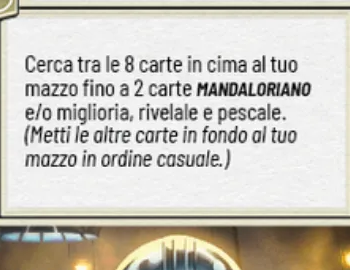 Cerca tra le 8 carte in cima al tuo
mazzo fino a 2 carte MANDALORIANO
e/o miglioria, rivelale e pescale.
(Metti le altre carte in fondo al tuo
mazzo in ordine casuale.)